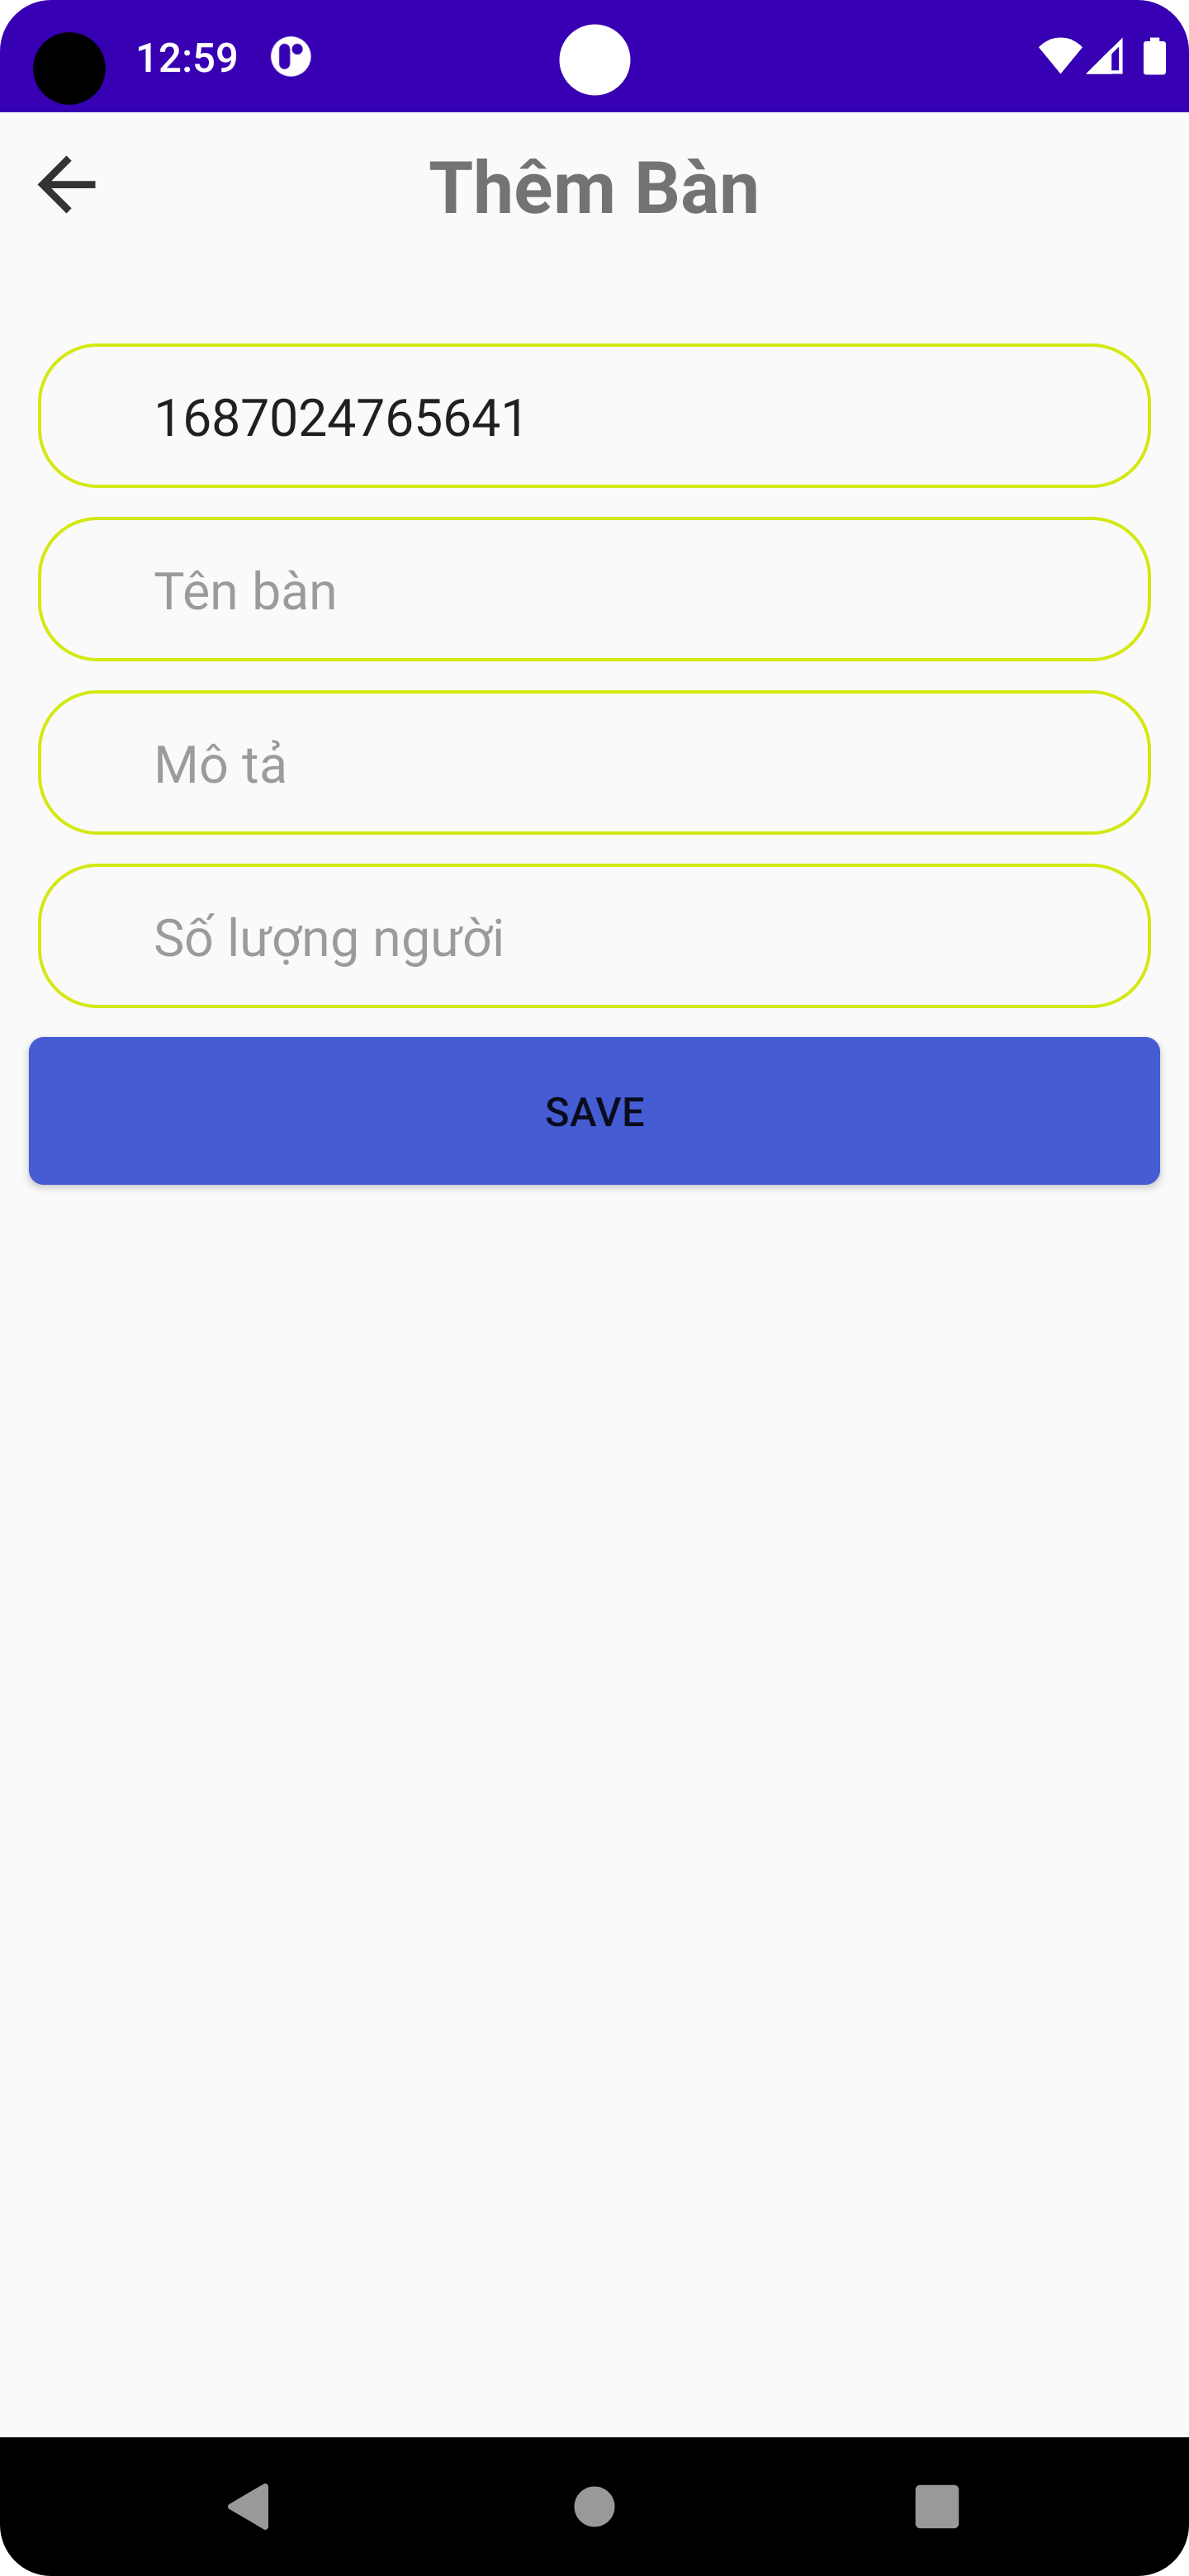 12:59
Thêm Bàn
1687024765641
Tên bàn
Mô tả
Số lượng người
SAVE